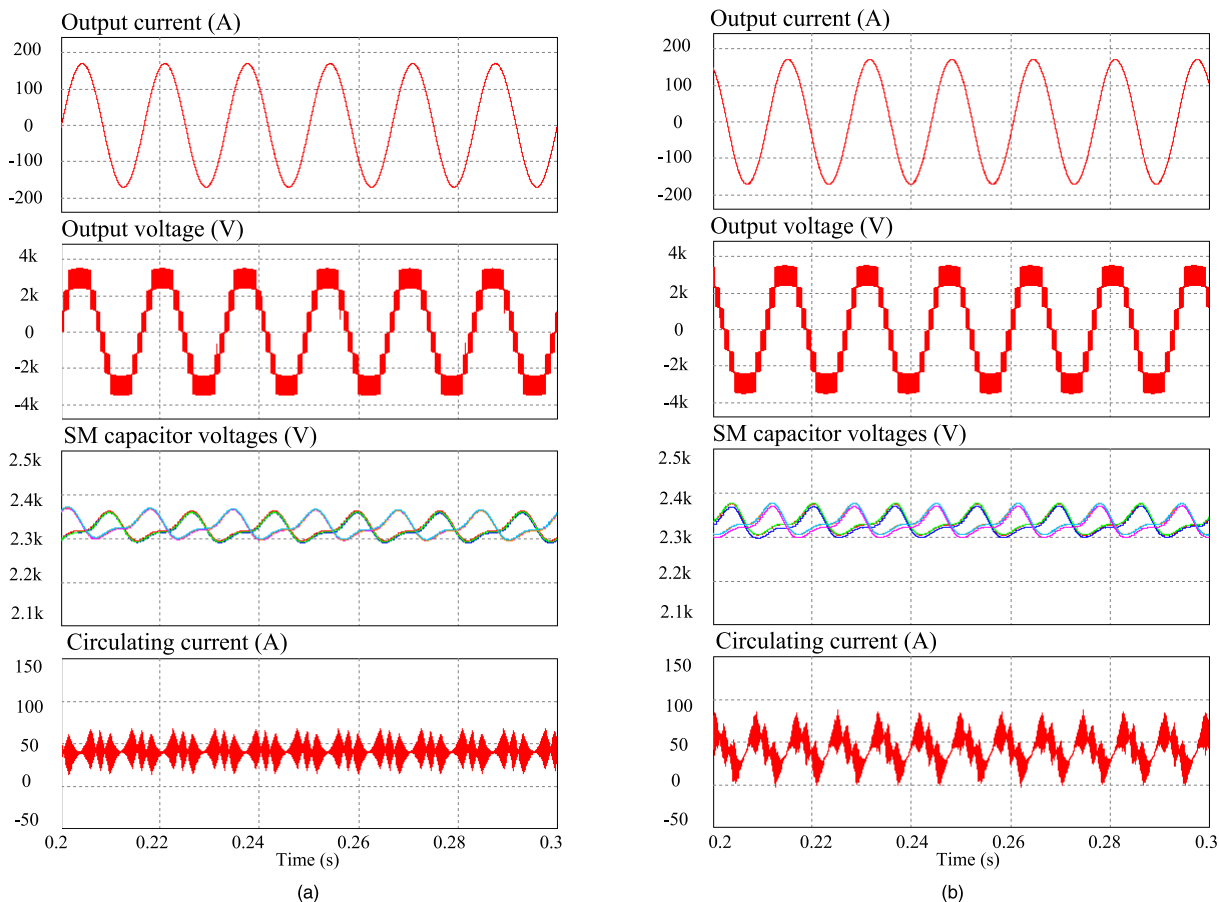 Output current (A)
200
100
0
-100
-200
Output voltage (V)
4k
2k
0
-2k
-4k
SM capacitor voltages (V)
2.5k
2.4k
2.3k
2.2k
2.1k
Circulating current (A)
150
100
50
0
-50
0.2
0.22
0.24
0.26
0.28
0.3
Time (s)
(a)
Output current (A)
200
100
0
-100
-200
Output voltage (V)
4k
2k
0
-2k
-4k
SM capacitor voltages (V)
2.5k
2.4k
2.3k
2.2k
2.1k
Circulating current (A)
150
100
50
0
-50
0.2
0.22
0.24
0.26
0.28
0.3
Time (s)
(b)